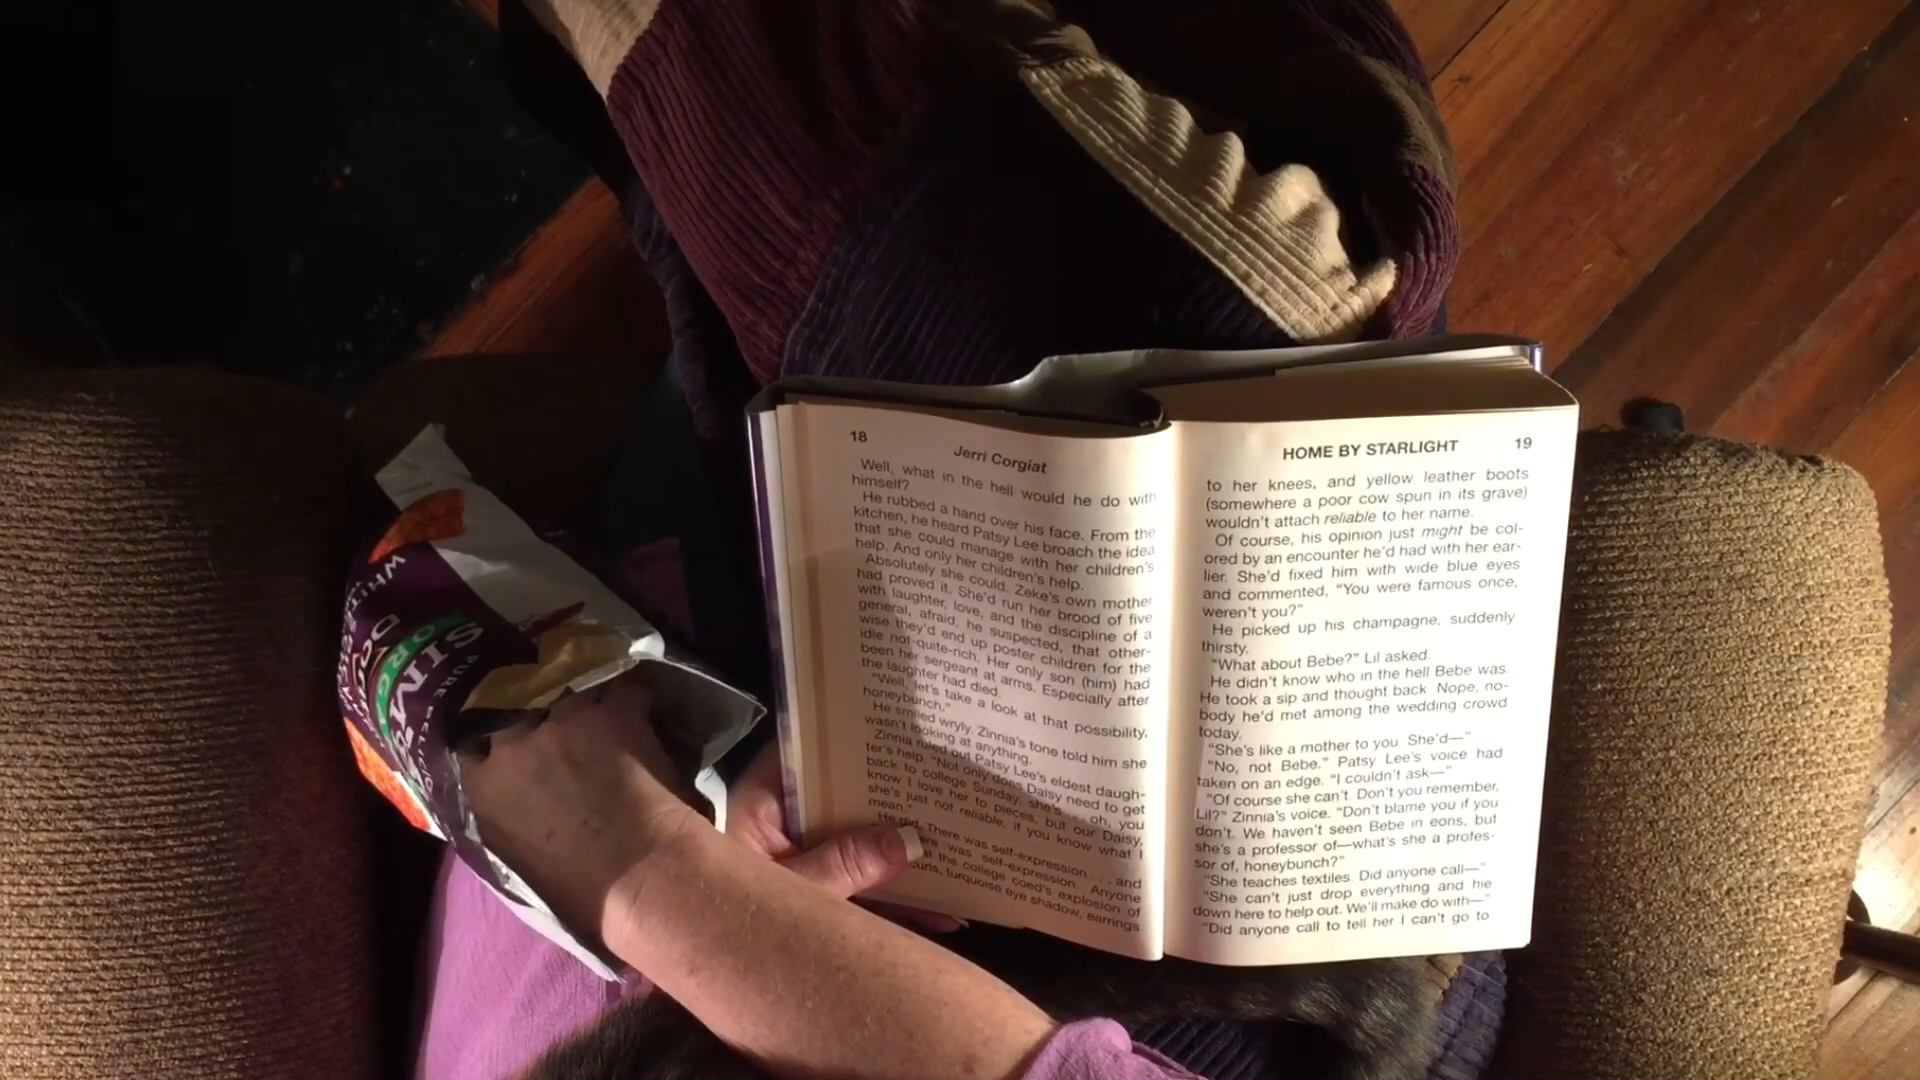 18
Jerri Corgiat
Well, what in the hell would he do with
himself?
He rubbed a hand over his face. From the
kitchen, he heard Patsy Lee broach the idea
that she could manage with her children's
help. And only her children's help.
Absolutely she could. Zeke's own mother
had proved it. She'd run her brood of five
with laughter, love, and the discipline of a
general, afraid, he suspected, that other-
wise they'd end up poster children for the
idle not-quite-rich. Her only son (him) had
been her sergeant at arms. Especially after
the laughter had died.
"Well, let's take a look at that possibility,
honeybunch."
He smiled wryly. Zinnia's tone told him she
wasn't looking at anything.
Zinnia ruled out Patsy Lee's eldest daugh-
ter's help. "Not only does Daisy need to get
back to college Sunday, she's . . . oh, you
know I love her to pieces, but our Daisy,
she's just not reliable, if you know what I
mean."
He did. There was self-expression . . . and
was self-expression. Anyone
the college coed's explosion of
curls, turquoise eye shadow, earrings
HOME BY STARLIGHT 19
to her knees, and yellow leather boots
(somewhere a poor cow spun in its grave)
wouldn't attach reliable to her name.
Of course, his opinion just might be col-
ored by an encounter he'd had with her ear-
lier. She'd fixed him with wide blue eyes
and commented, "You were famous once,
weren't you?"
He picked up his champagne, suddenly
thirsty.
"What about Bebe?" Lil asked.
He didn't know who in the hell Bebe was.
He took a sip and thought back. Nope, no-
body he'd met among the wedding crowd
today.
"She's like a mother to you. She'd—"
"No, not Bebe." Patsy Lee's voice had
taken on an edge. "I couldn't ask—"
"Of course she can't. Don't you remember,
Lil?" Zinnia's voice. "Don't blame you if you
don't. We haven't seen Bebe in eons, but
she's a professor of—what's she a profes-
sor of, honeybunch?"
"She teaches textiles. Did anyone call—"
"She can't just drop everything and hie
down here to help out. We'll make do with—"
"Did anyone call to tell her I can't go to